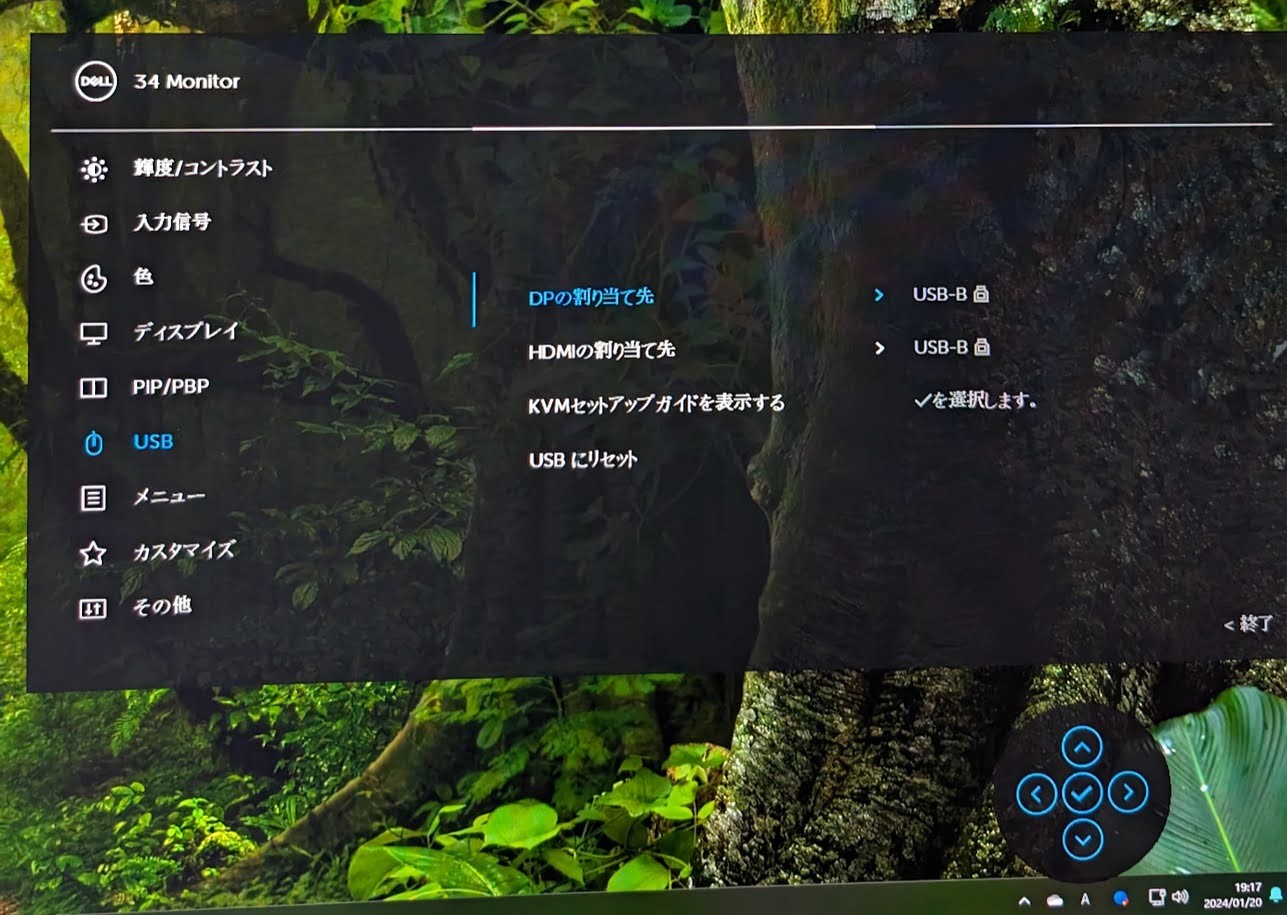 DELL 34 Monitor
輝度/コントラスト
入力信号
色
ディスプレイ
PIP/PBP
USB
メニュー
カスタマイズ
その他
DPの割り当て先 > USB-B
HDMIの割り当て先 > USB-B
KVMセットアップガイドを表示する ✓を選択します。
USB にリセット
< 終了
A
19:17
2024/01/20